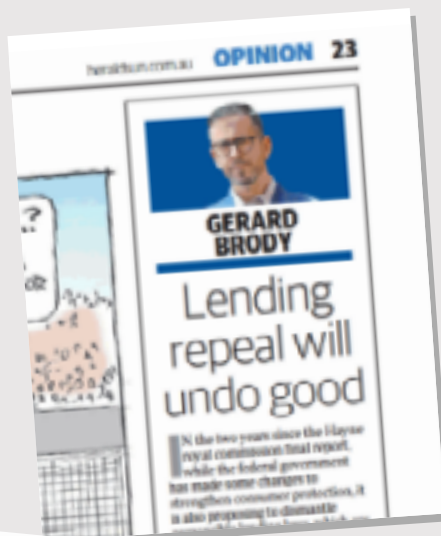 heraldsun.com.au OPINION 23
?
GERARD
BRODY
Lending
repeal will
undo good
IN the two years since the Hayne
royal commission final report,
while the federal government
has made some changes to
strengthen consumer protection, it
is also proposing to dismantle